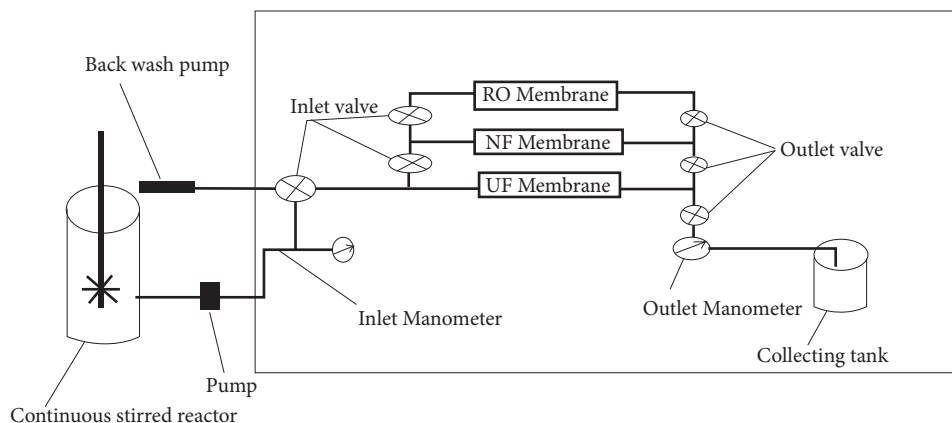 Back wash pump
Inlet valve
RO Membrane
NF Membrane
UF Membrane
Outlet valve
Inlet Manometer
Outlet Manometer
Collecting tank
Pump
Continuous stirred reactor